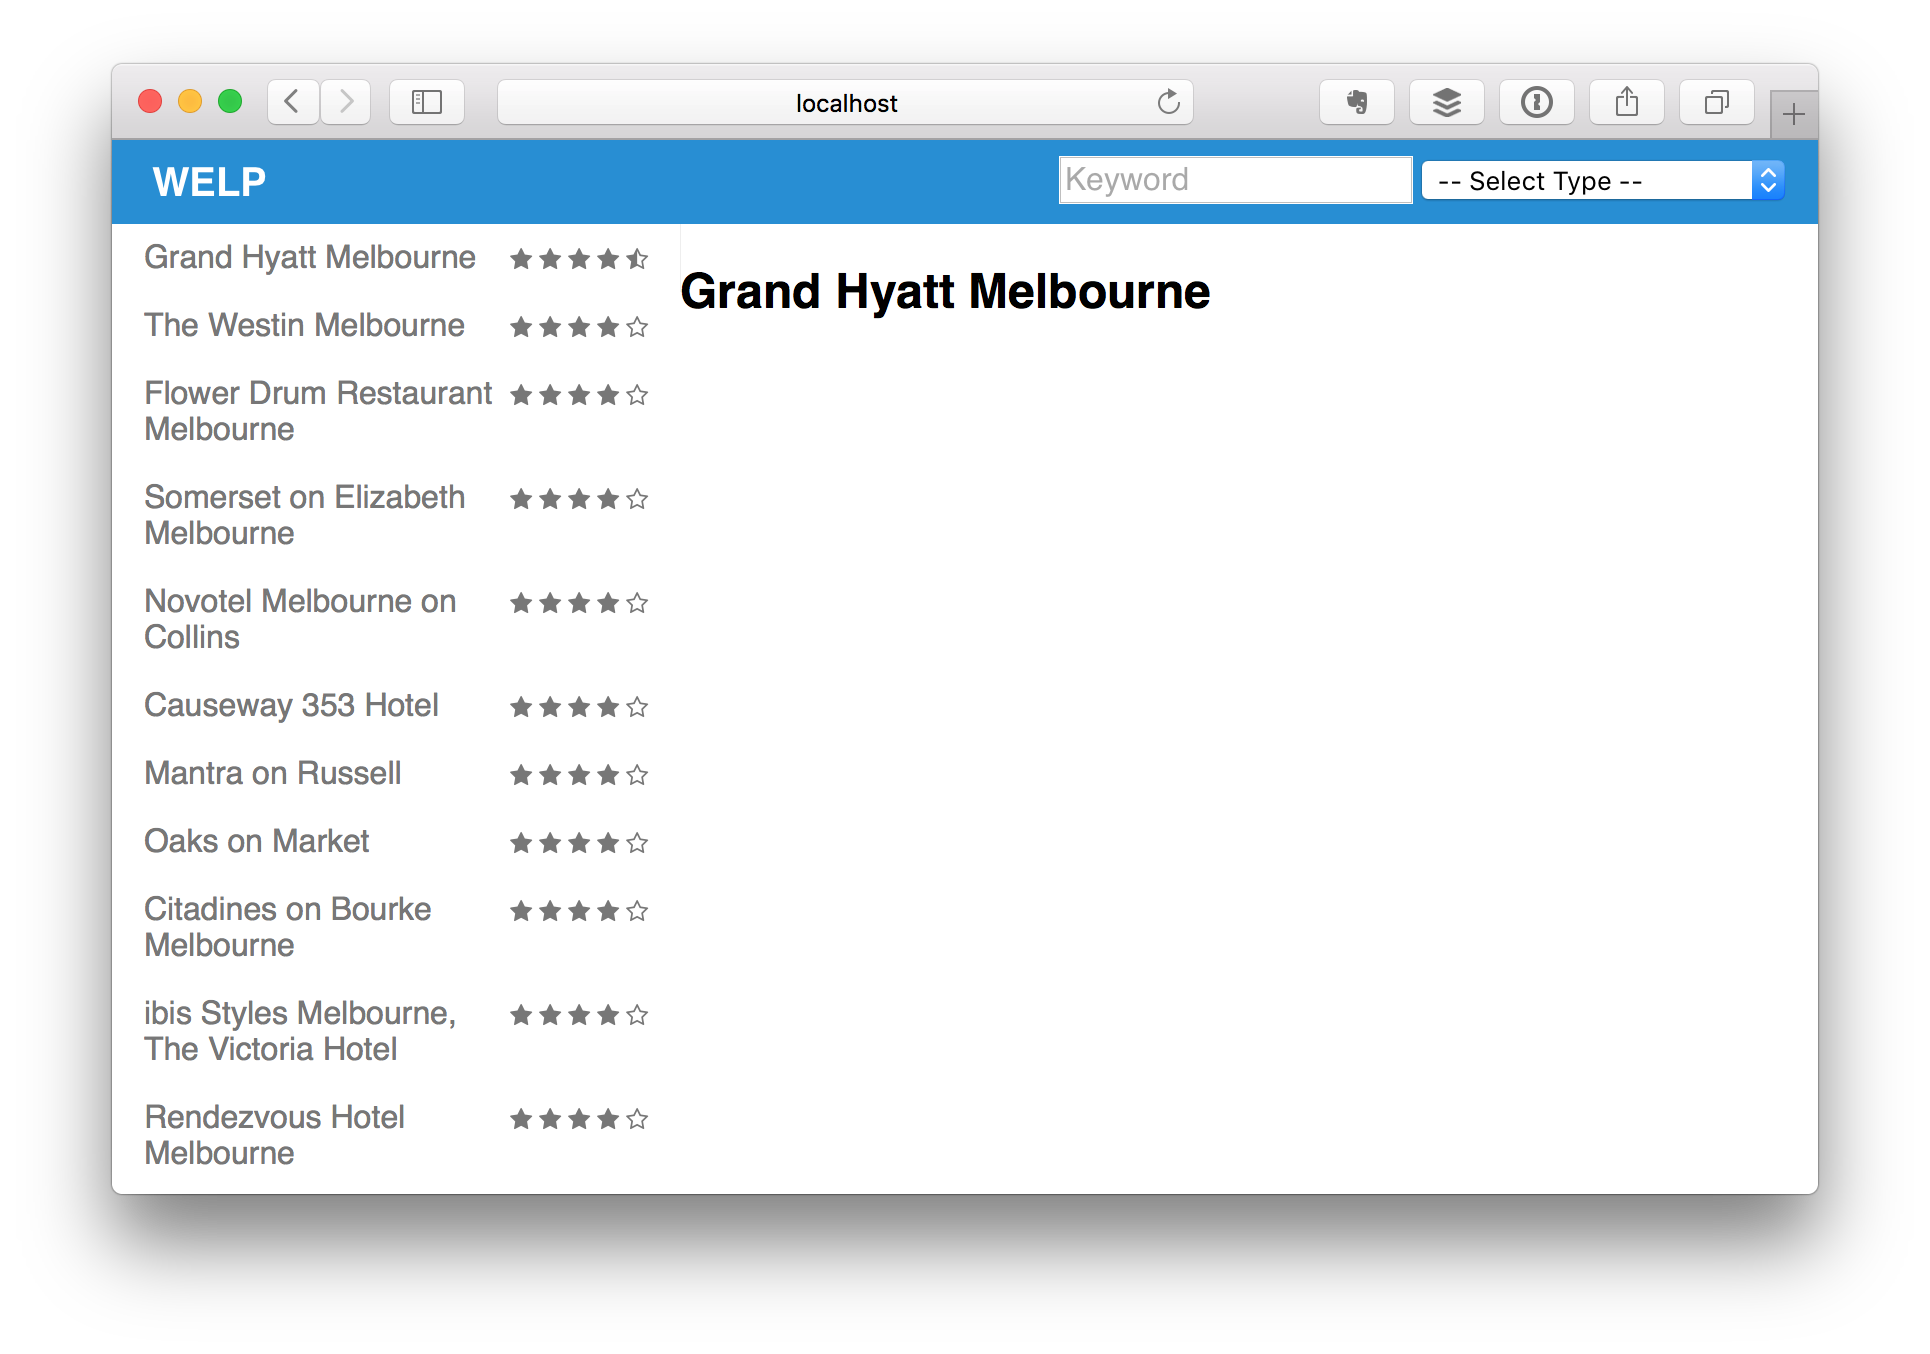 localhost
WELP
Keyword
-- Select Type --
Grand Hyatt Melbourne
The Westin Melbourne
Flower Drum Restaurant
Melbourne
Somerset on Elizabeth
Melbourne
Novotel Melbourne on
Collins
Causeway 353 Hotel
Mantra on Russell
Oaks on Market
Citadines on Bourke
Melbourne
ibis Styles Melbourne,
The Victoria Hotel
Rendezvous Hotel
Melbourne
Grand Hyatt Melbourne